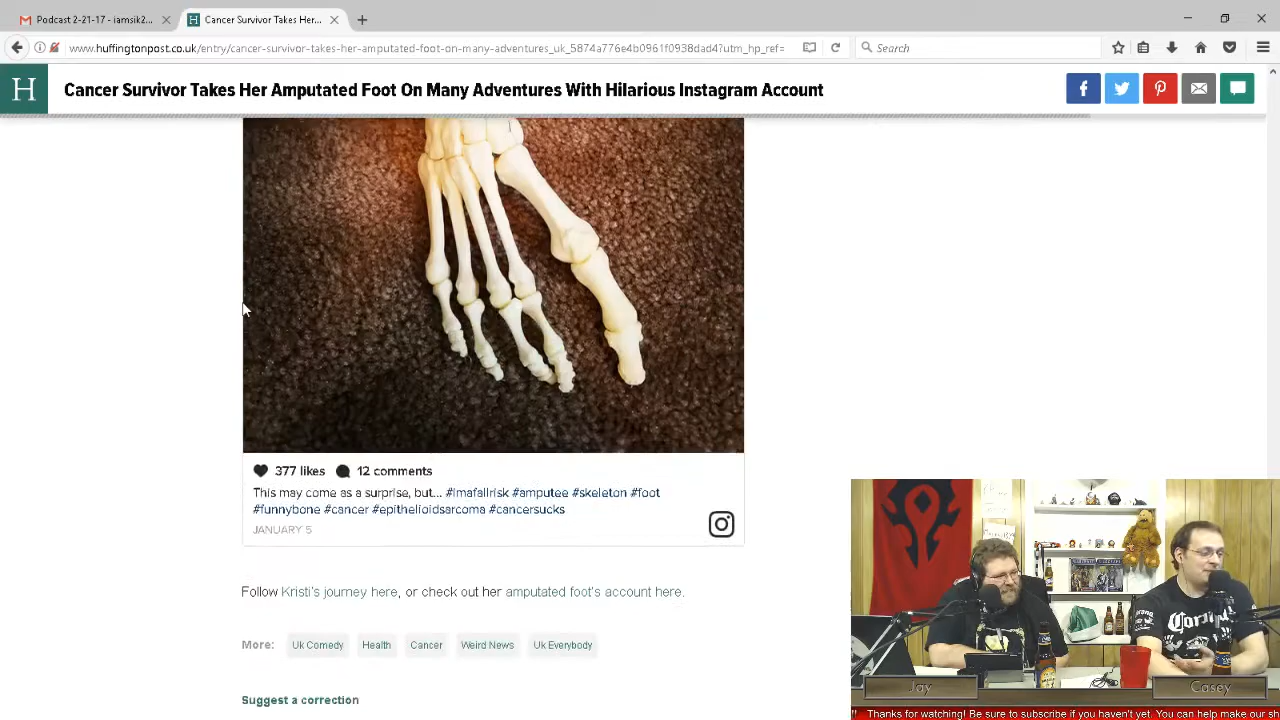 Podcast 2-21-17 - iamsik2...
Cancer Survivor Takes Her...
www.huffingtonpost.co.uk/entry/cancer-survivor-takes-her-amputated-foot-on-many-adventures_uk_5874a776e4b0961f0938dad4?utm_hp_ref=
Search
H Cancer Survivor Takes Her Amputated Foot On Many Adventures With Hilarious Instagram Account
377 likes 12 comments
This may come as a surprise, but... #imafallrisk #amputee #skeleton #foot
#funnybone #cancer #epithelioidsarcoma #cancersucks
JANUARY 5
Follow Kristi's journey here, or check out her amputated foot's account here.
More: Uk Comedy Health Cancer Weird News Uk Everybody
Suggest a correction
Jay
Casey
!! Thanks for watching! Be sure to subscribe if you haven't yet. You can help make our sh